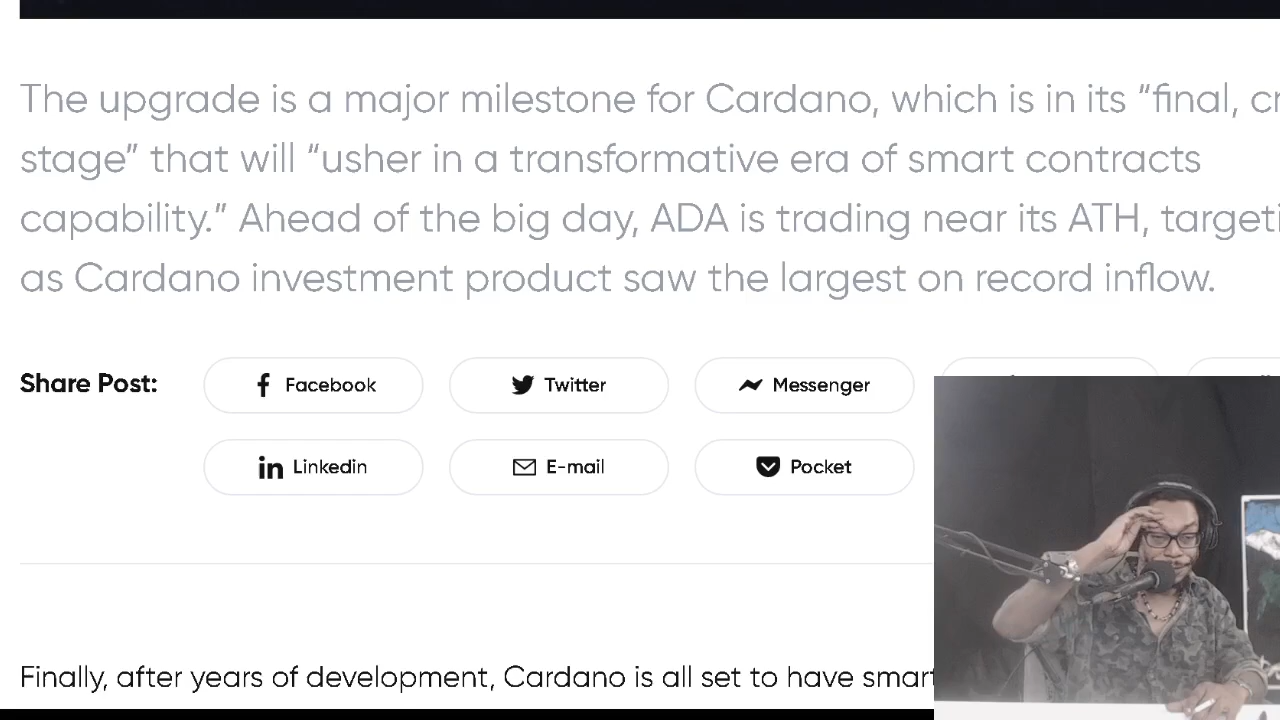 The upgrade is a major milestone for Cardano, which is in its “final,
stage” that will “usher in a transformative era of smart contracts
capability.” Ahead of the big day, ADA is trading near its ATH,
as Cardano investment product saw the largest on record inflow.
Share Post:
Facebook
Twitter
Messenger
Linkedin
E-mail
Pocket
Finally, after years of development, Cardano is all set to have smart